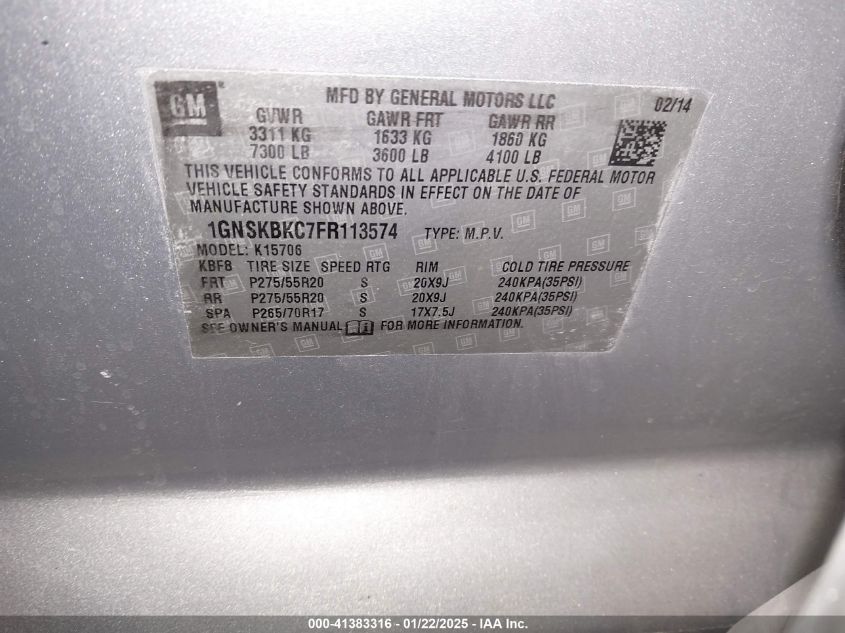 GM
MFD BY GENERAL MOTORS LLC 02/14
GVWR GAWR FRT GAWR RR
3311 KG 1633 KG 1860 KG
7300 LB 3600 LB 4100 LB
THIS VEHICLE CONFORMS TO ALL APPLICABLE U.S. FEDERAL MOTOR
VEHICLE SAFETY STANDARDS IN EFFECT ON THE DATE OF
MANUFACTURE SHOWN ABOVE.
1GNSKBKC7FR113574 TYPE: M.P.V.
MODEL: K15706
KBF8 TIRE SIZE SPEED RTG RIM COLD TIRE PRESSURE
FRT P275/55R20 S 20X9J 240KPA(35PSI)
RR P275/55R20 S 20X9J 240KPA(35PSI)
SPA P265/70R17 S 17X7.5J 240KPA(35PSI)
SEE OWNER'S MANUAL FOR MORE INFORMATION.
000-41383316 - 01/22/2025 - IAA Inc.